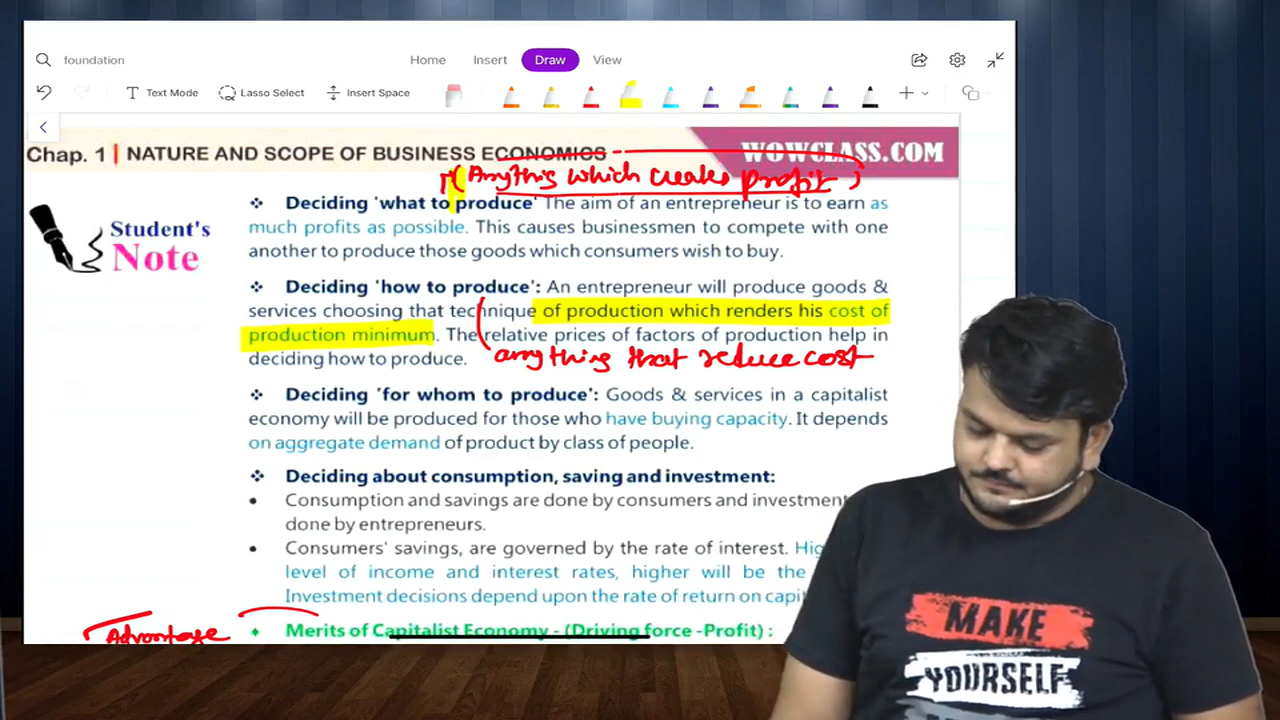 foundation
Home Insert Draw View
Text Mode Lasso Select Insert Space
Chap. 1 | NATURE AND SCOPE OF BUSINESS ECONOMICS
WOWCLASS.COM
(Anything which creates profit)
Student's
Note
❖ Deciding 'what to produce' The aim of an entrepreneur is to earn as
much profits as possible. This causes businessmen to compete with one
another to produce those goods which consumers wish to buy.
❖ Deciding 'how to produce': An entrepreneur will produce goods &
services choosing that technique of production which renders his cost of
production minimum. The relative prices of factors of production help in
deciding how to produce.
anything that reduce cost
❖ Deciding 'for whom to produce': Goods & services in a capitalist
economy will be produced for those who have buying capacity. It depends
on aggregate demand of product by class of people.
❖ Deciding about consumption, saving and investment:
• Consumption and savings are done by consumers and investment
done by entrepreneurs.
• Consumers' savings, are governed by the rate of interest.
level of income and interest rates, higher will be the
Investment decisions depend upon the rate of return on
Advantage
♦ Merits of Capitalist Economy - (Driving force -Profit) :
MAKE
YOURSELF